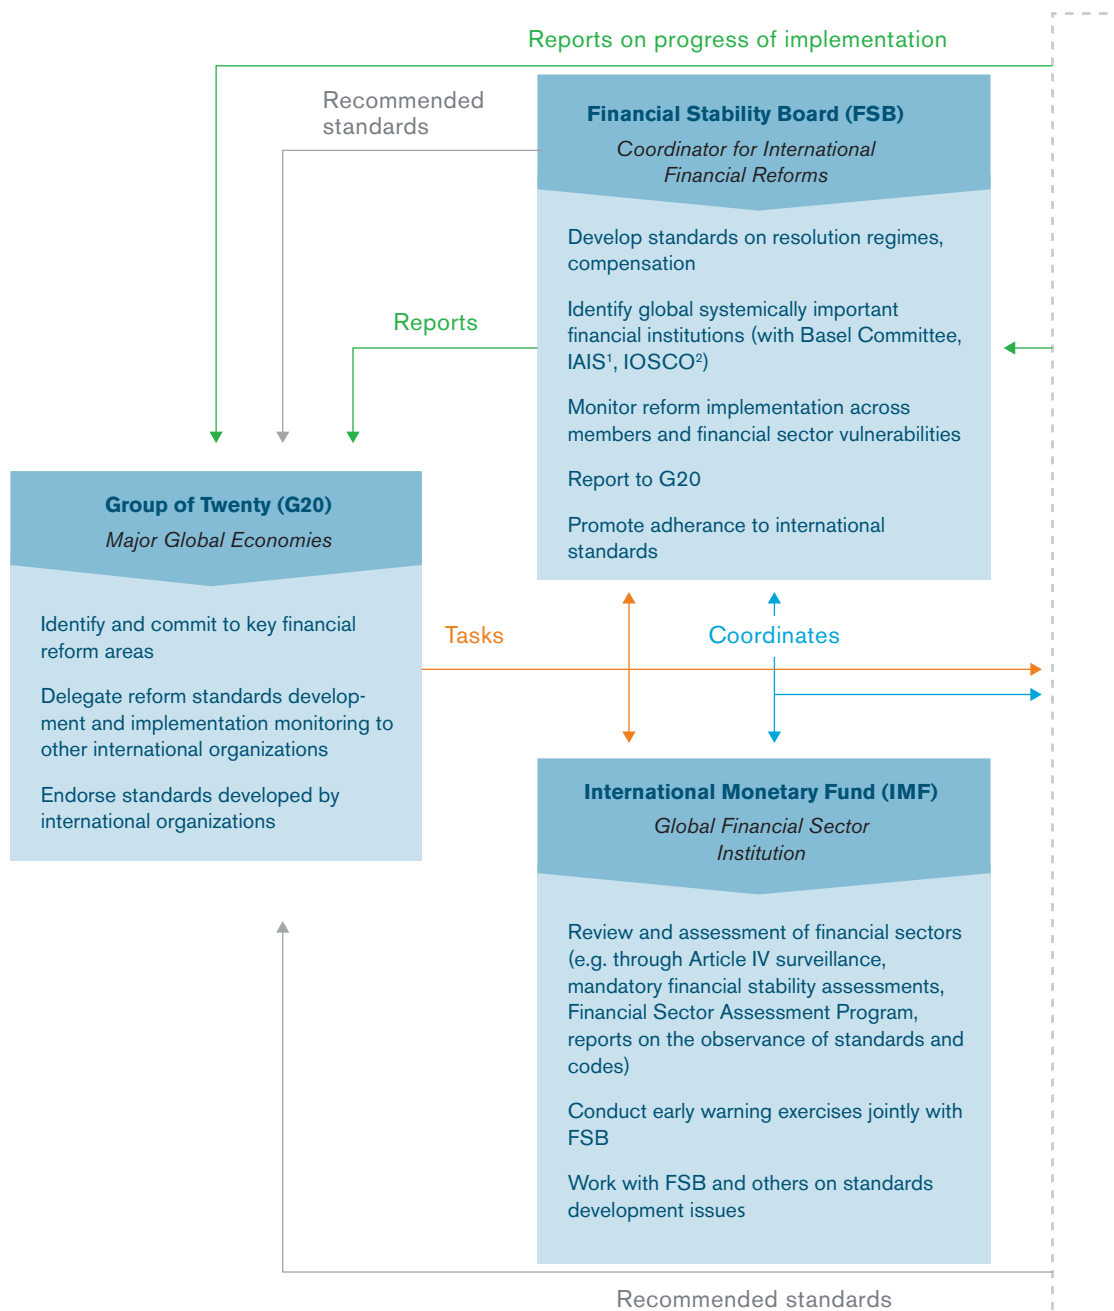 Reports on progress of implementation
Recommended
standards
Financial Stability Board (FSB)
Coordinator for International
Financial Reforms
Develop standards on resolution regimes,
compensation
Identify global systemically important
financial institutions (with Basel Committee,
IAIS¹, IOSCO²)
Monitor reform implementation across
members and financial sector vulnerabilities
Report to G20
Promote adherance to international
standards
Reports
Group of Twenty (G20)
Major Global Economies
Identify and commit to key financial
reform areas
Delegate reform standards develop-
ment and implementation monitoring to
other international organizations
Endorse standards developed by
international organizations
Tasks
Coordinates
International Monetary Fund (IMF)
Global Financial Sector
Institution
Review and assessment of financial sectors
(e.g. through Article IV surveillance,
mandatory financial stability assessments,
Financial Sector Assessment Program,
reports on the observance of standards and
codes)
Conduct early warning exercises jointly with
FSB
Work with FSB and others on standards
development issues
Recommended standards